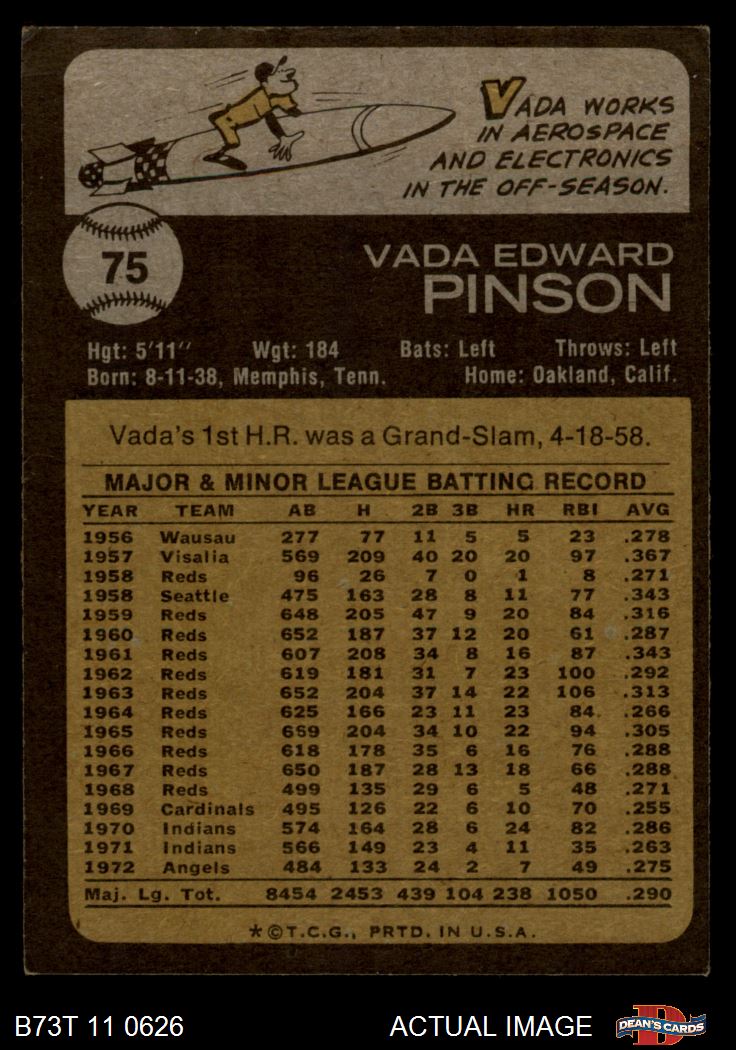 VADA WORKS
IN AEROSPACE
AND ELECTRONICS
IN THE OFF-SEASON.
75
VADA EDWARD
PINSON
Hgt: 5'11" Wgt: 184 Bats: Left Throws: Left
Born: 8-11-38, Memphis, Tenn. Home: Oakland, Calif.
Vada's 1st H.R. was a Grand-Slam, 4-18-58.
MAJOR & MINOR LEAGUE BATTING RECORD
YEAR TEAM AB H 2B 3B HR RBI AVG
1956 Wausau 277 77 11 5 5 23 .278
1957 Visalia 569 209 40 20 20 97 .367
1958 Reds 96 26 7 0 1 8 .271
1958 Seattle 475 163 28 8 11 77 .343
1959 Reds 648 205 47 9 20 84 .316
1960 Reds 652 187 37 12 20 61 .287
1961 Reds 607 208 34 8 16 87 .343
1962 Reds 619 181 31 7 23 100 .292
1963 Reds 652 204 37 14 22 106 .313
1964 Reds 625 166 23 11 23 84 .266
1965 Reds 669 204 34 10 22 94 .305
1966 Reds 618 178 35 6 16 76 .288
1967 Reds 650 187 28 13 18 66 .288
1968 Reds 499 135 29 6 5 48 .271
1969 Cardinals 495 126 22 6 10 70 .255
1970 Indians 574 164 28 6 24 82 .286
1971 Indians 566 149 23 4 11 35 .263
1972 Angels 484 133 24 2 7 49 .275
Maj. Lg. Tot. 8454 2453 439 104 238 1050 .290
*©T.C.G., PRTD. IN U.S.A.
B73T 11 0626 ACTUAL IMAGE
D
DEAN'S CARDS